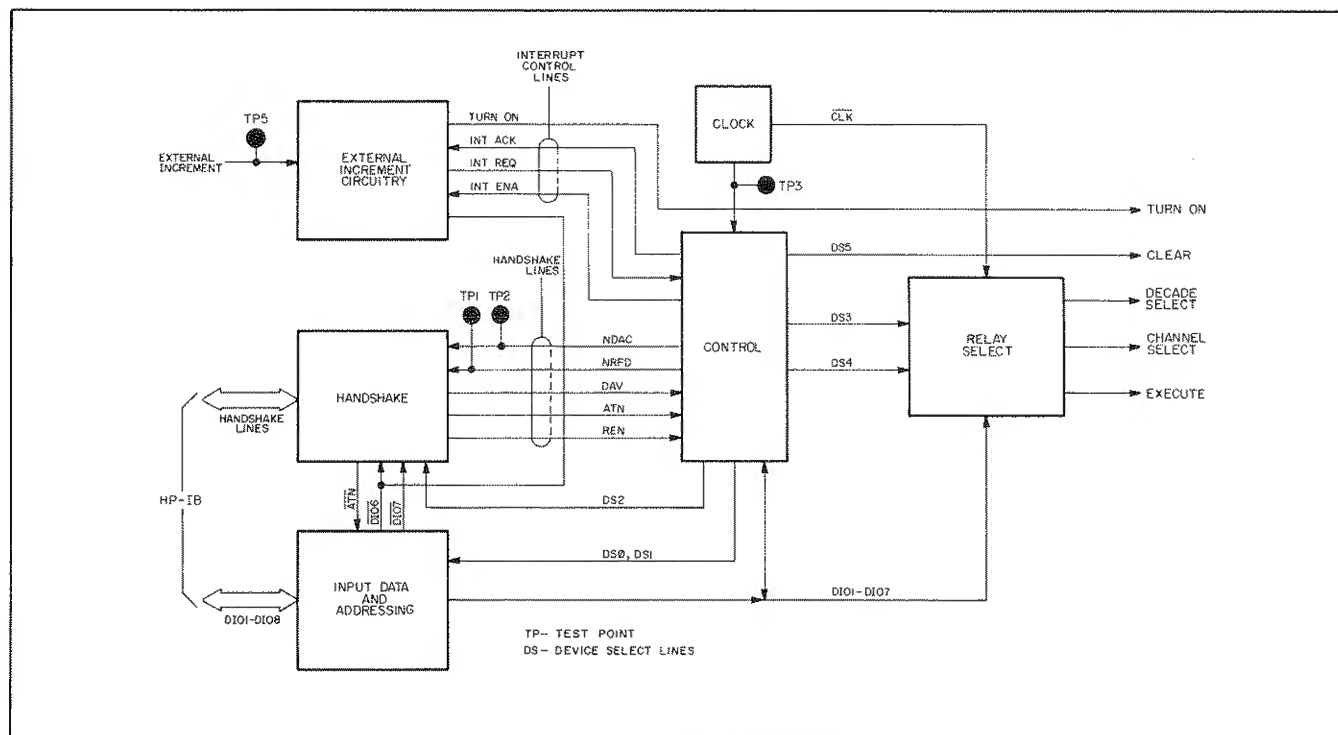 INTERRUPT
CONTROL
LINES
TP5
EXTERNAL
INCREMENT
EXTERNAL
INCREMENT
CIRCUITRY
TURN ON
INT ACK
INT REQ
INT ENA
CLOCK
CLK
TP3
TURN ON
CLEAR
DECADE
SELECT
CHANNEL
SELECT
EXECUTE
DS5
DS3
DS4
CONTROL
RELAY
SELECT
HANDSHAKE
LINES
TP1 TP2
NDAC
NRFD
DAV
ATN
REN
HANDSHAKE
HANDSHAKE
LINES
HP-IB
ATN
DIO6
DIO7
DS2
DS0, DS1
INPUT DATA
AND
ADDRESSING
DIO1-DIO8
DIO1-DIO7
TP- TEST POINT
DS- DEVICE SELECT LINES